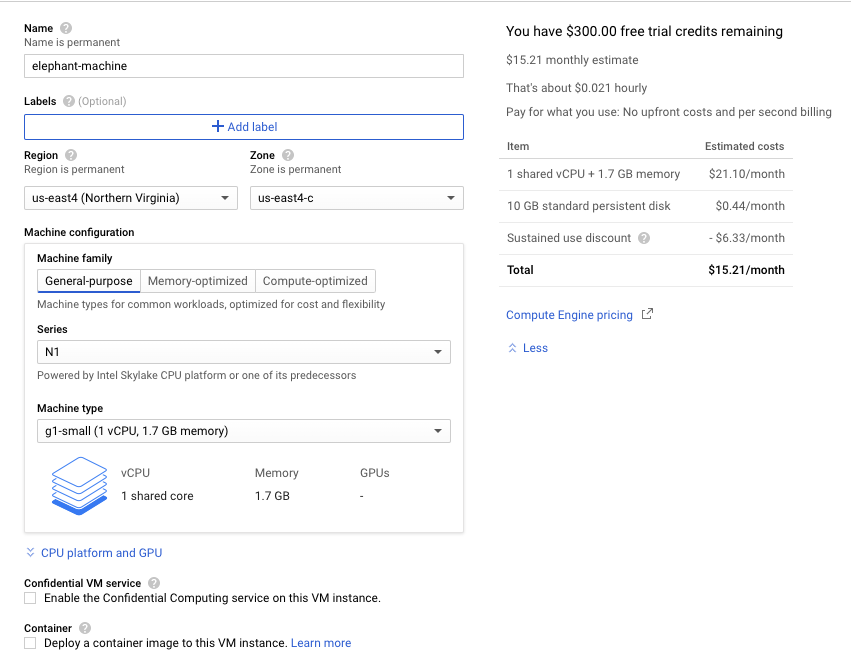 Name
Name is permanent
elephant-machine
Labels (Optional)
+ Add label
Region
Region is permanent
us-east4 (Northern Virginia)
Zone
Zone is permanent
us-east4-c
Machine configuration
Machine family
General-purpose Memory-optimized Compute-optimized
Machine types for common workloads, optimized for cost and flexibility
Series
N1
Powered by Intel Skylake CPU platform or one of its predecessors
Machine type
g1-small (1 vCPU, 1.7 GB memory)
vCPU Memory GPUs
1 shared core 1.7 GB -
CPU platform and GPU
Confidential VM service
Enable the Confidential Computing service on this VM instance.
Container
Deploy a container image to this VM instance. Learn more
You have $300.00 free trial credits remaining
$15.21 monthly estimate
That's about $0.021 hourly
Pay for what you use: No upfront costs and per second billing
Item Estimated costs
1 shared vCPU + 1.7 GB memory $21.10/month
10 GB standard persistent disk $0.44/month
Sustained use discount - $6.33/month
Total $15.21/month
Compute Engine pricing
Less